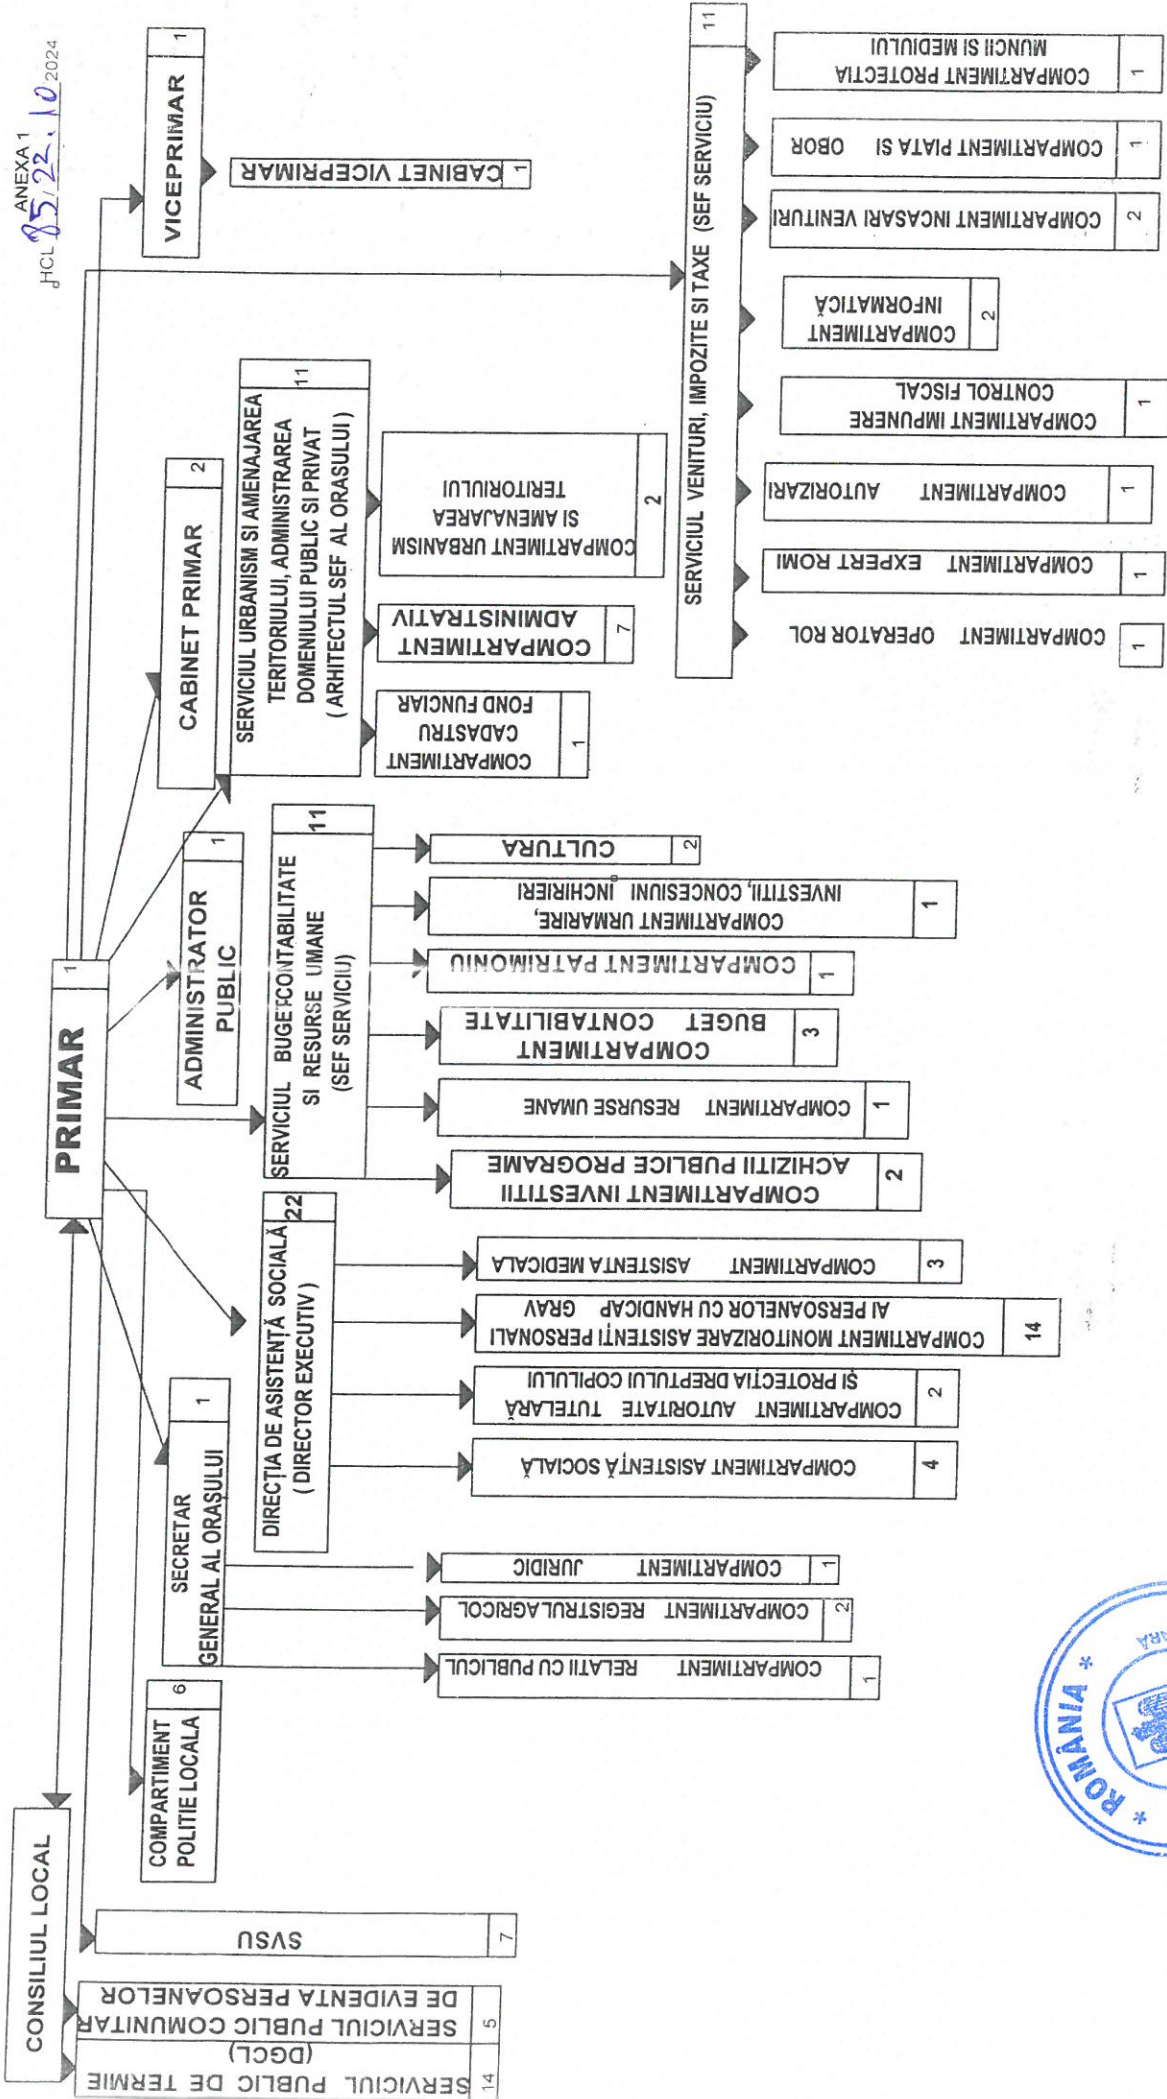 ANEXA 1
HCL 85/22.10 2024
CONSILIUL LOCAL
PRIMAR
1
VICEPRIMAR
1
CABINET VICEPRIMAR
1
CABINET PRIMAR
2
ADMINISTRATOR
PUBLIC
1
SECRETAR
GENERAL AL ORAȘULUI
1
COMPARTIMENT
POLITIE LOCALA
6
SVSU
7
SERVICIUL PUBLIC COMUNITAR
DE EVIDENTA PERSOANELOR
5
SERVICIUL PUBLIC DE TERMIE
(DGCL)
14
COMPARTIMENT RELATII CU PUBLICUL
1
COMPARTIMENT REGISTRULAGRICOL
2
COMPARTIMENT JURIDIC
1
DIRECȚIA DE ASISTENȚĂ SOCIALĂ
( DIRECTOR EXECUTIV )
22
COMPARTIMENT ASISTENȚĂ SOCIALĂ
4
COMPARTIMENT AUTORITATE TUTELARĂ
ȘI PROTECȚIA DREPTULUI COPILULUI
2
COMPARTIMENT MONITORIZARE ASISTENȚI PERSONALI
AI PERSOANELOR CU HANDICAP GRAV
14
COMPARTIMENT ASISTENTA MEDICALA
3
SERVICIUL BUGET-CONTABILITATE
SI RESURSE UMANE
(SEF SERVICIU)
11
COMPARTIMENT INVESTITII
ACHIZITII PUBLICE PROGRAME
2
COMPARTIMENT RESURSE UMANE
1
COMPARTIMENT
BUGET CONTABILITATE
3
COMPARTIMENT PATRIMONIU
1
COMPARTIMENT URMARIRE,
INVESTITII, CONCESIUNI INCHIRIERI
1
CULTURA
2
SERVICIUL URBANISM SI AMENAJAREA
TERITORIULUI, ADMINISTRAREA
DOMENIULUI PUBLIC SI PRIVAT
( ARHITECTUL SEF AL ORASULUI )
11
COMPARTIMENT
CADASTRU
FOND FUNCIAR
1
COMPARTIMENT
ADMINISTRATIV
7
COMPARTIMENT URBANISM
SI AMENAJAREA
TERITORIULUI
2
SERVICIUL VENITURI, IMPOZITE SI TAXE (SEF SERVICIU)
11
COMPARTIMENT OPERATOR ROL
1
COMPARTIMENT EXPERT ROMI
1
COMPARTIMENT AUTORIZARI
1
COMPARTIMENT IMPUNERE
CONTROL FISCAL
1
COMPARTIMENT
INFORMATICĂ
2
COMPARTIMENT INCASARI VENITURI
2
COMPARTIMENT PIATA SI OBOR
1
COMPARTIMENT PROTECTIA
MUNCII SI MEDIULUI
1
* ROMÂNIA *